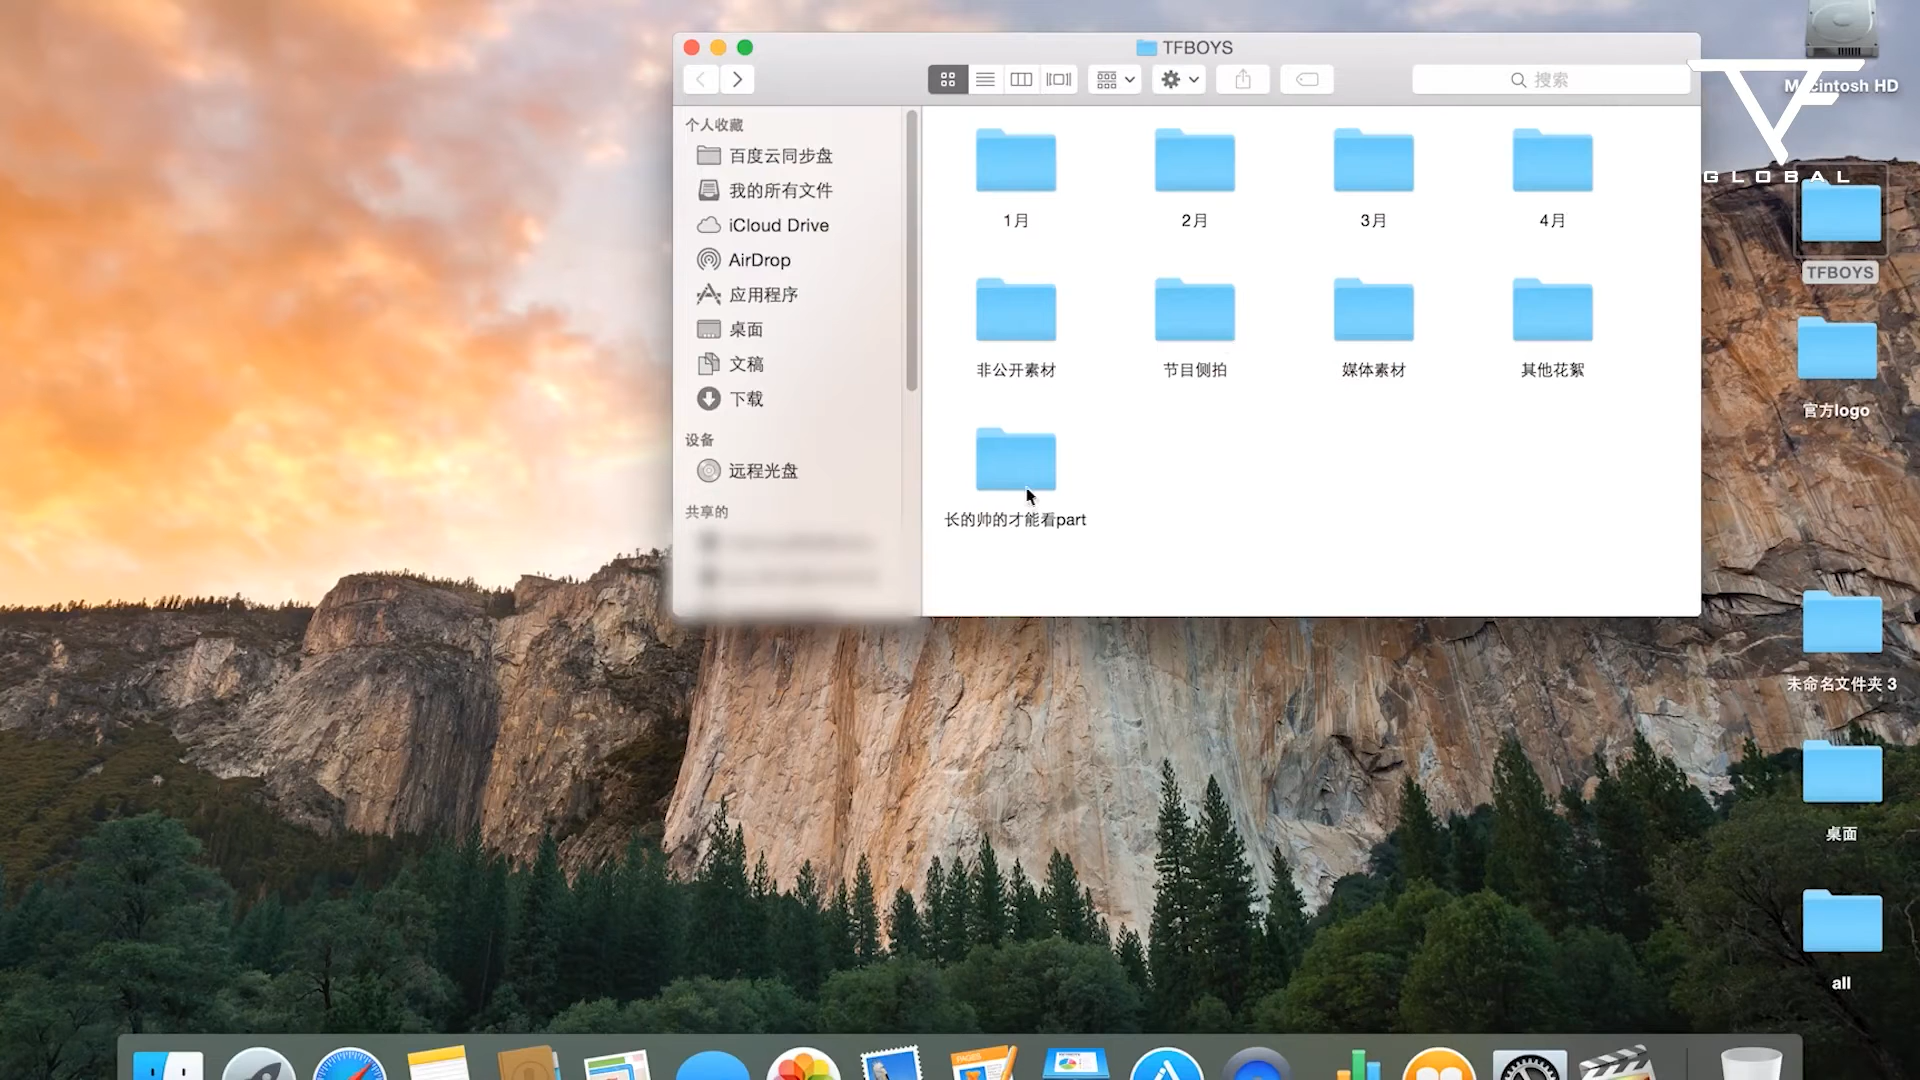 TFBOYS
搜索
Macintosh HD
GLOBAL
个人收藏
百度云同步盘
我的所有文件
iCloud Drive
AirDrop
应用程序
桌面
文稿
下载
设备
远程光盘
共享的
1月
2月
3月
4月
非公开素材
节目侧拍
媒体素材
其他花絮
长的帅的才能看part
TFBOYS
官方logo
未命名文件夹 3
桌面
all
PAGES